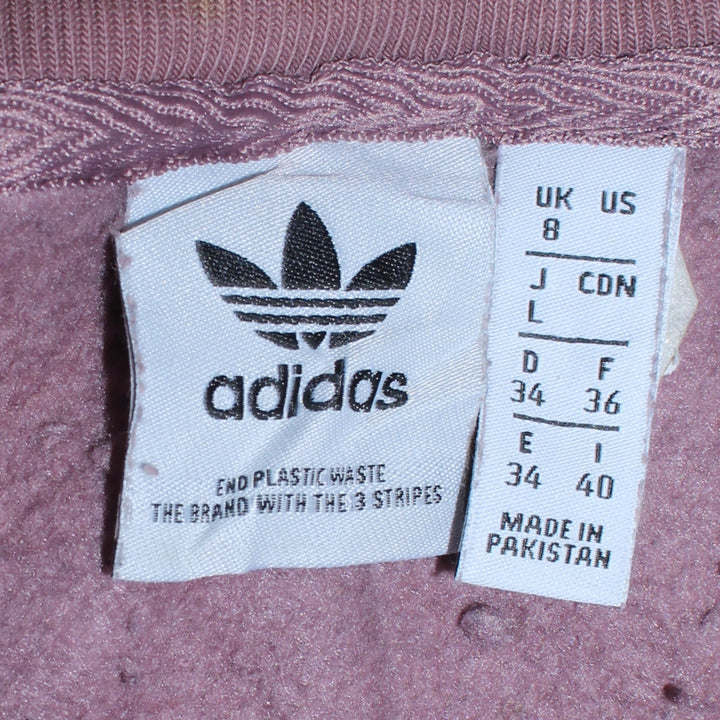 adidas
END PLASTIC WASTE
THE BRAND WITH THE 3 STRIPES
UK US
8
J CDN
L
D F
34 36
E I
34 40
MADE IN
PAKISTAN